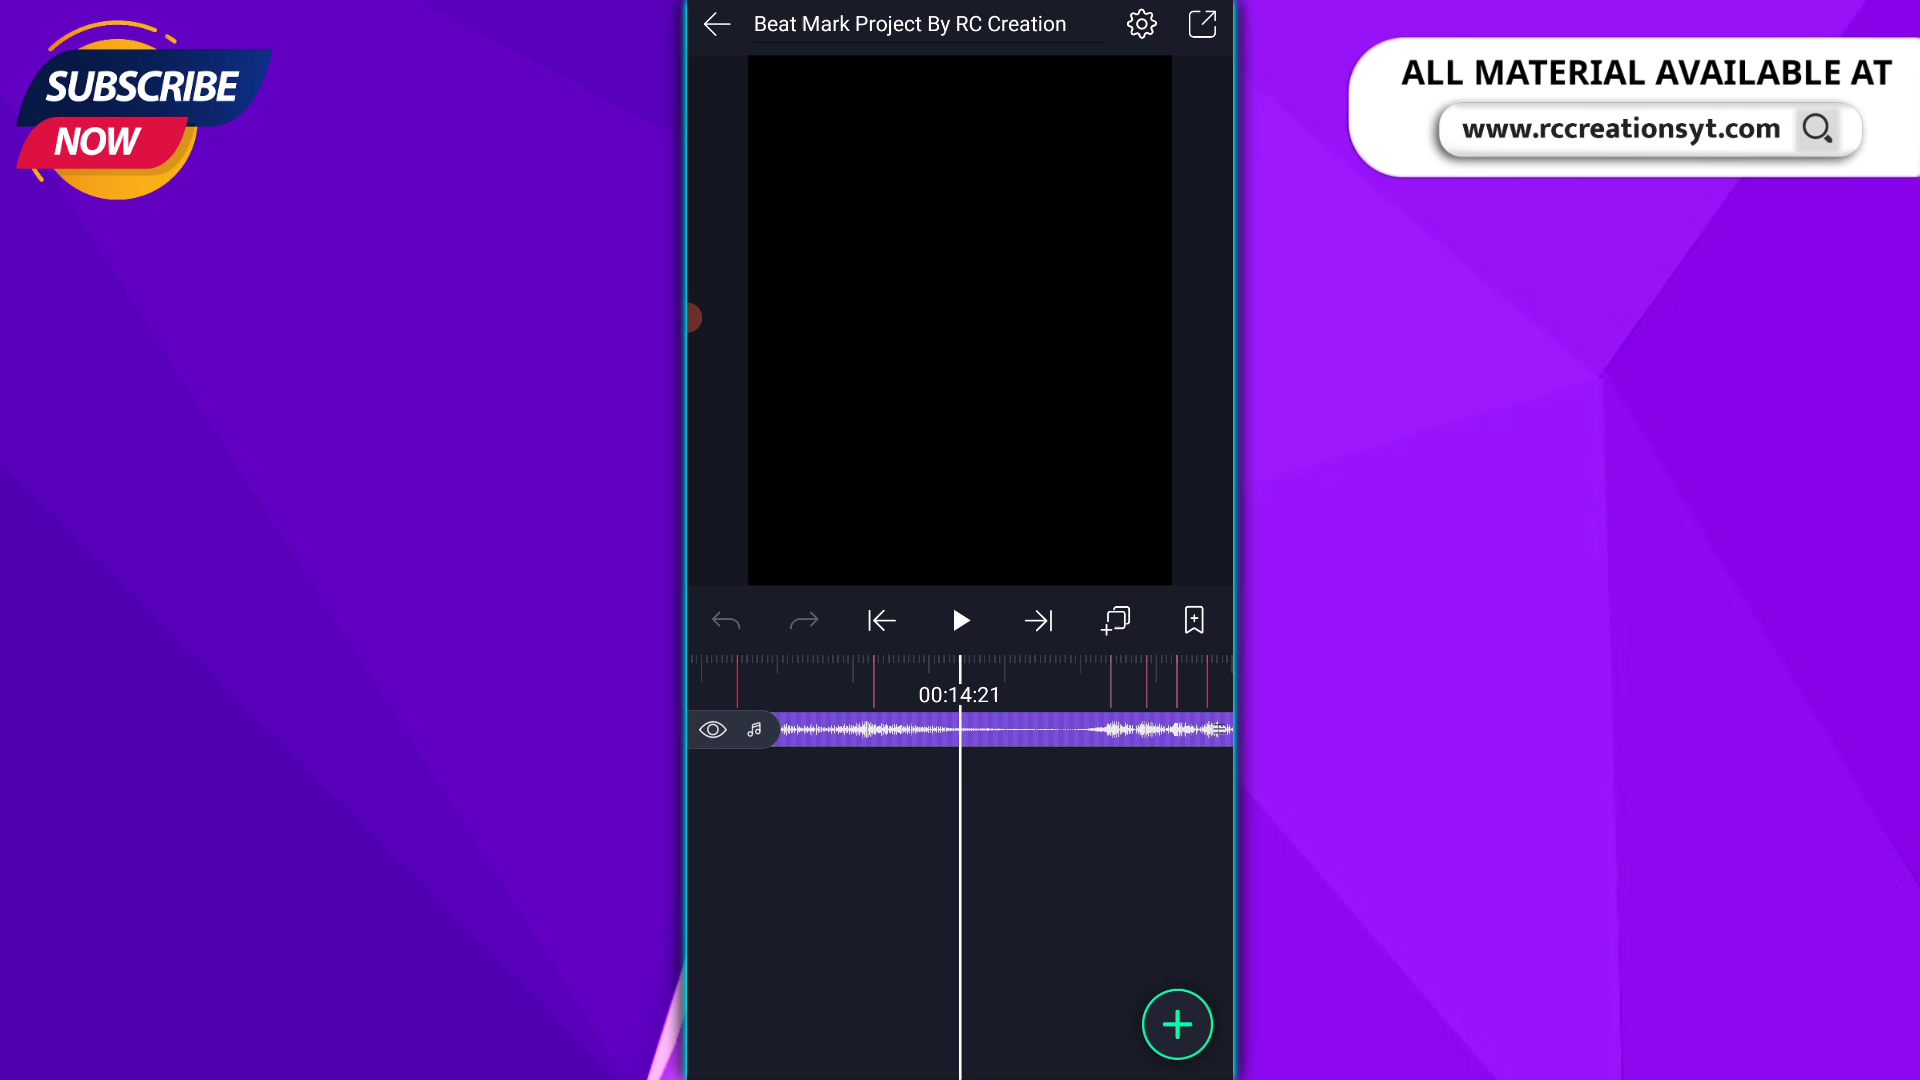 SUBSCRIBE
NOW
Beat Mark Project By RC Creation
ALL MATERIAL AVAILABLE AT
www.rccreationsyt.com
00:14:21